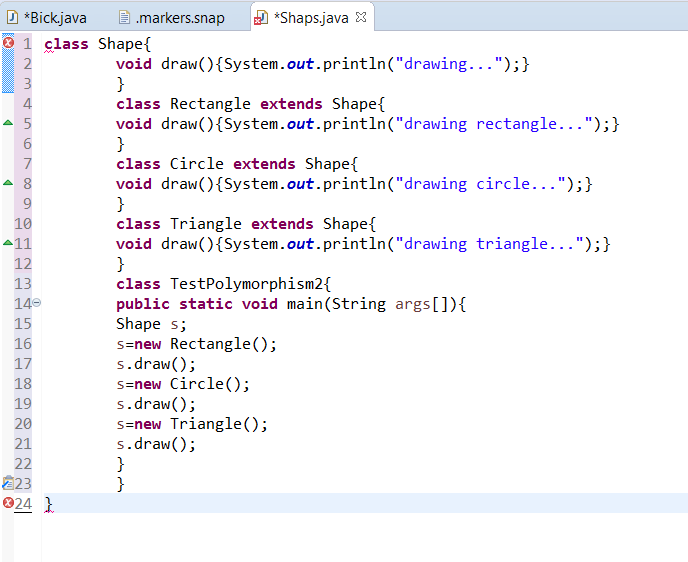 *Bick.java .markers.snap *Shaps.java
1 class Shape{
2 void draw(){System.out.println("drawing...");}
3 }
4 class Rectangle extends Shape{
5 void draw(){System.out.println("drawing rectangle...");}
6 }
7 class Circle extends Shape{
8 void draw(){System.out.println("drawing circle...");}
9 }
10 class Triangle extends Shape{
11 void draw(){System.out.println("drawing triangle...");}
12 }
13 class TestPolymorphism2{
14 public static void main(String args[]){
15 Shape s;
16 s=new Rectangle();
17 s.draw();
18 s=new Circle();
19 s.draw();
20 s=new Triangle();
21 s.draw();
22 }
23 }
24 }